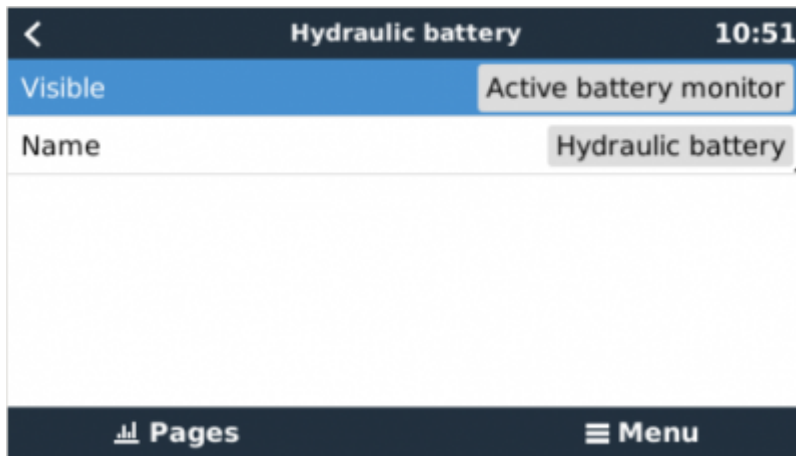 Hydraulic battery 10:51
Visible Active battery monitor
Name Hydraulic battery
Pages Menu